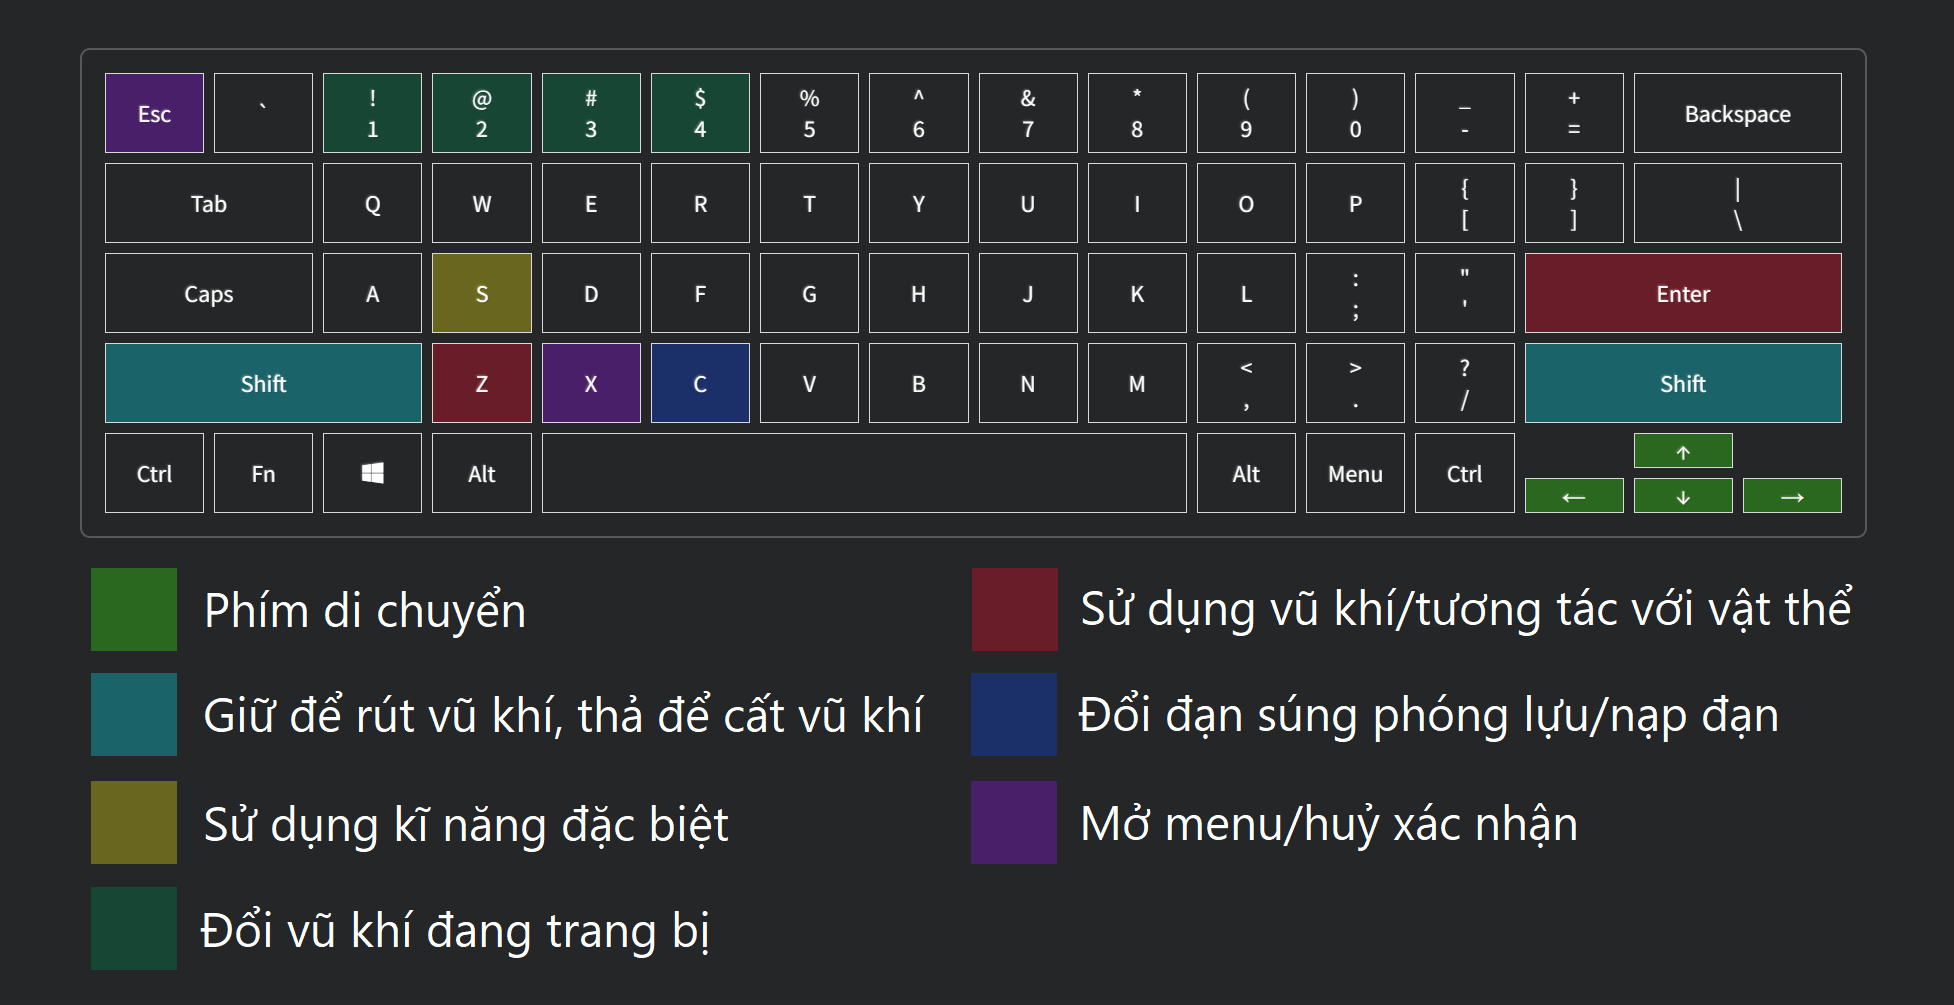 Esc ` ! @ # $ % ^ & * ( ) _ + Backspace
1 2 3 4 5 6 7 8 9 0 - =
Tab Q W E R T Y U I O P { } |
[ ] \
Caps A S D F G H J K L : " Enter
; '
Shift Z X C V B N M < > ? Shift
, . /
Ctrl Fn Alt Alt Menu Ctrl ↑
← ↓ →
Phím di chuyển
Sử dụng vũ khí/tương tác với vật thể
Giữ để rút vũ khí, thả để cất vũ khí
Đổi đạn súng phóng lựu/nạp đạn
Sử dụng kĩ năng đặc biệt
Mở menu/huỷ xác nhận
Đổi vũ khí đang trang bị